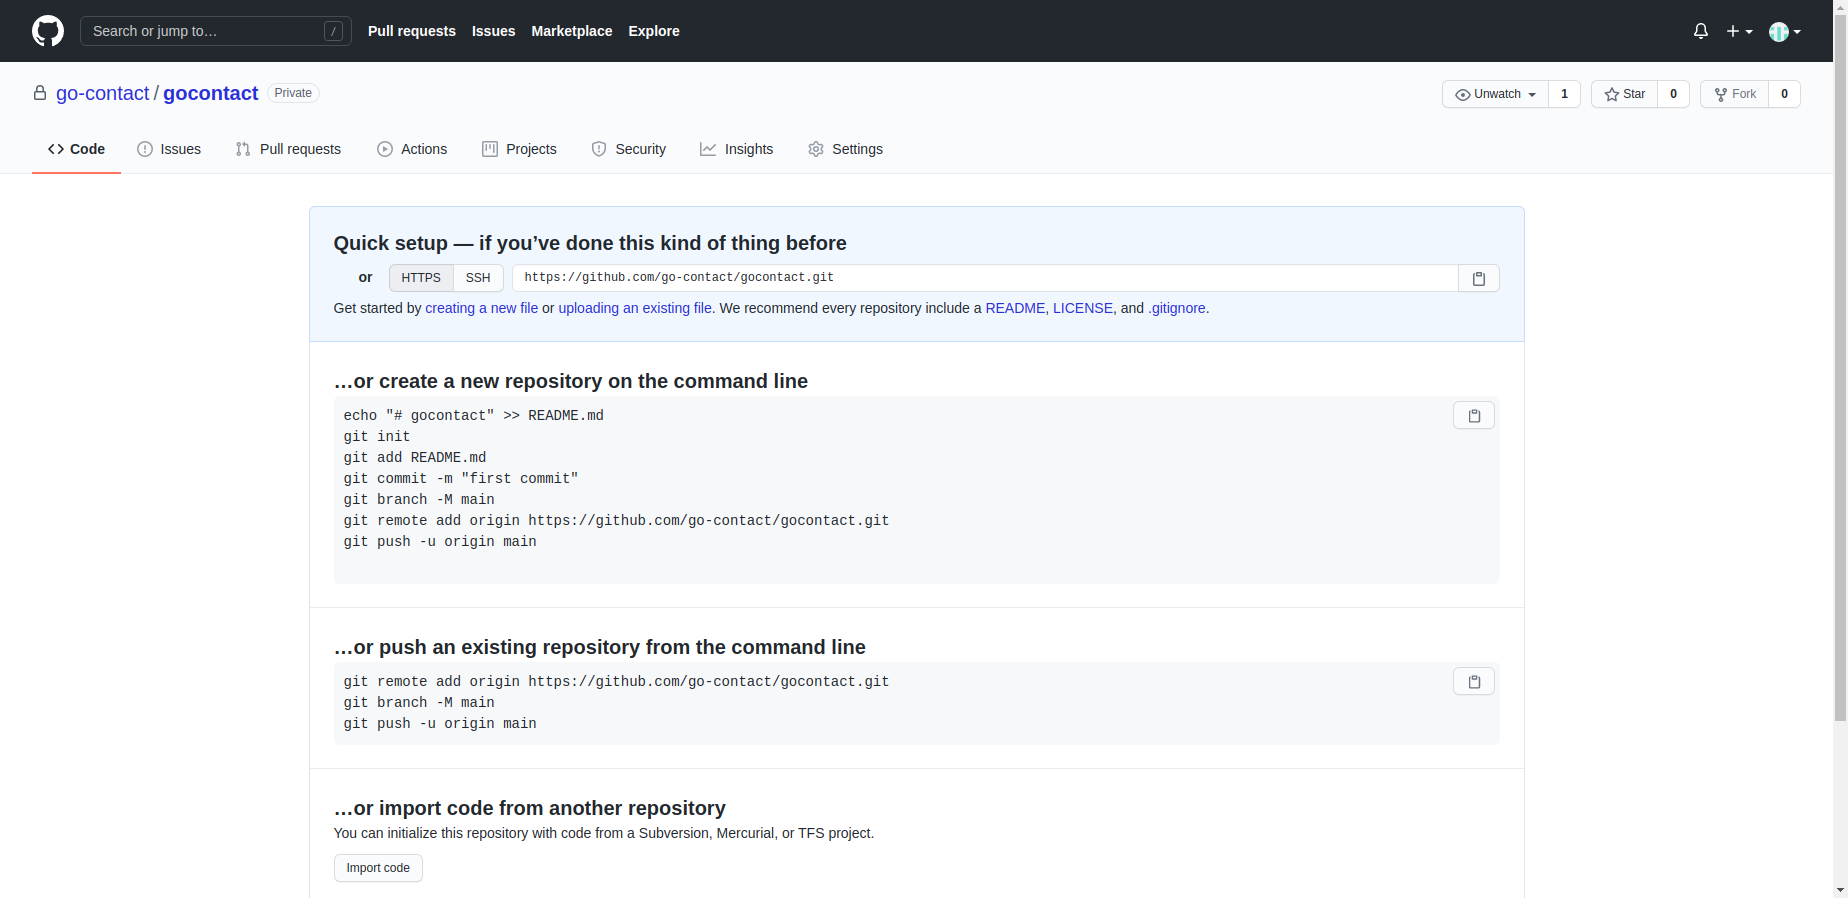 Search or jump to… /
Pull requests Issues Marketplace Explore
go-contact / gocontact Private
Unwatch 1 Star 0 Fork 0
Code Issues Pull requests Actions Projects Security Insights Settings
Quick setup — if you’ve done this kind of thing before
or HTTPS SSH https://github.com/go-contact/gocontact.git
Get started by creating a new file or uploading an existing file. We recommend every repository include a README, LICENSE, and .gitignore.
…or create a new repository on the command line
echo "# gocontact" >> README.md
git init
git add README.md
git commit -m "first commit"
git branch -M main
git remote add origin https://github.com/go-contact/gocontact.git
git push -u origin main
…or push an existing repository from the command line
git remote add origin https://github.com/go-contact/gocontact.git
git branch -M main
git push -u origin main
…or import code from another repository
You can initialize this repository with code from a Subversion, Mercurial, or TFS project.
Import code